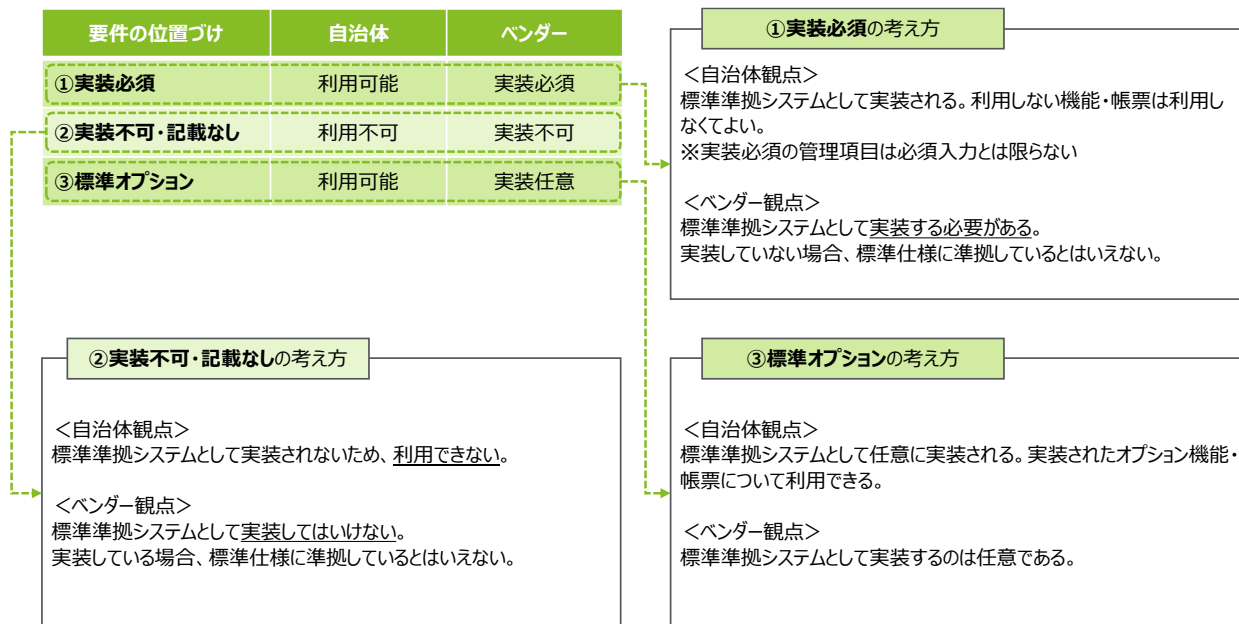 要件の位置づけ 自治体 ベンダー
①実装必須 利用可能 実装必須
②実装不可・記載なし 利用不可 実装不可
③標準オプション 利用可能 実装任意
①実装必須の考え方
＜自治体観点＞
標準準拠システムとして実装される。利用しない機能・帳票は利用し
なくてよい。
※実装必須の管理項目は必須入力とは限らない
＜ベンダー観点＞
標準準拠システムとして実装する必要がある。
実装していない場合、標準仕様に準拠しているとはいえない。
②実装不可・記載なしの考え方
＜自治体観点＞
標準準拠システムとして実装されないため、利用できない。
＜ベンダー観点＞
標準準拠システムとして実装してはいけない。
実装している場合、標準仕様に準拠しているとはいえない。
③標準オプションの考え方
＜自治体観点＞
標準準拠システムとして任意に実装される。実装されたオプション機能・
帳票について利用できる。
＜ベンダー観点＞
標準準拠システムとして実装するのは任意である。